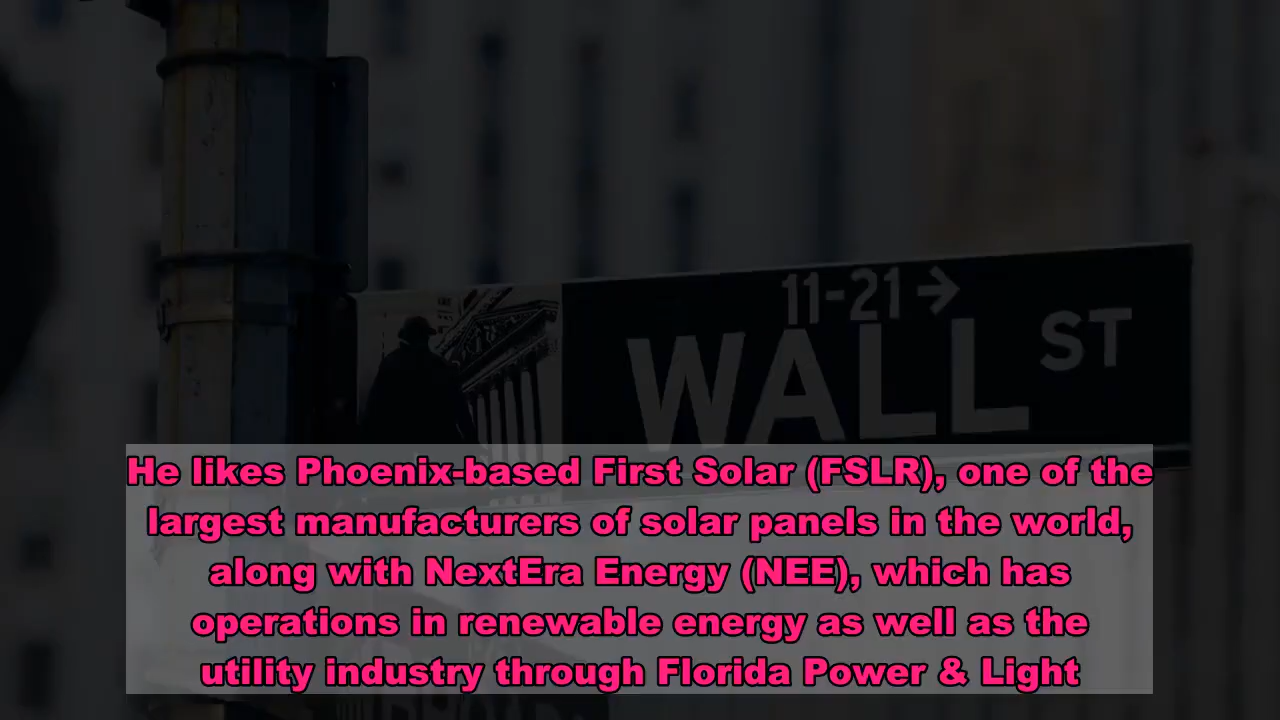 11-21→
WALL ST
He likes Phoenix-based First Solar (FSLR), one of the
largest manufacturers of solar panels in the world,
along with NextEra Energy (NEE), which has
operations in renewable energy as well as the
utility industry through Florida Power & Light